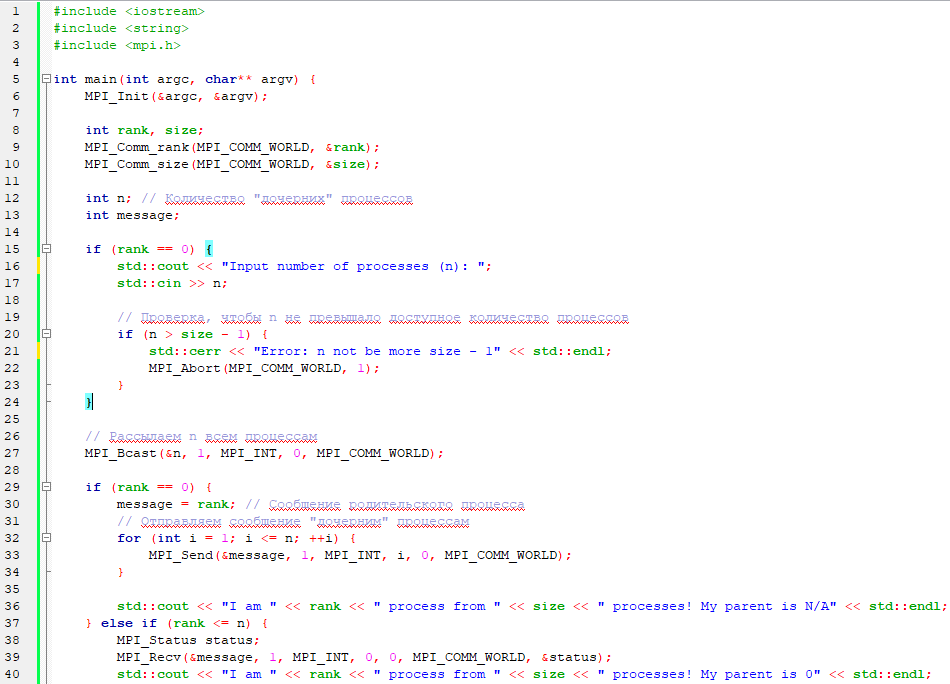 1 #include <iostream>
2 #include <string>
3 #include <mpi.h>
4
5 int main(int argc, char** argv) {
6 MPI_Init(&argc, &argv);
7
8 int rank, size;
9 MPI_Comm_rank(MPI_COMM_WORLD, &rank);
10 MPI_Comm_size(MPI_COMM_WORLD, &size);
11
12 int n; // Количество "дочерних" процессов
13 int message;
14
15 if (rank == 0) {
16 std::cout << "Input number of processes (n): ";
17 std::cin >> n;
18
19 // Проверка, чтобы n не превышало доступное количество процессов
20 if (n > size - 1) {
21 std::cerr << "Error: n not be more size - 1" << std::endl;
22 MPI_Abort(MPI_COMM_WORLD, 1);
23 }
24 }
25
26 // Рассылаем n всем процессам
27 MPI_Bcast(&n, 1, MPI_INT, 0, MPI_COMM_WORLD);
28
29 if (rank == 0) {
30 message = rank; // Сообщение родительского процесса
31 // Отправляем сообщение "дочерним" процессам
32 for (int i = 1; i <= n; ++i) {
33 MPI_Send(&message, 1, MPI_INT, i, 0, MPI_COMM_WORLD);
34 }
35
36 std::cout << "I am " << rank << " process from " << size << " processes! My parent is N/A" << std::endl;
37 } else if (rank <= n) {
38 MPI_Status status;
39 MPI_Recv(&message, 1, MPI_INT, 0, 0, MPI_COMM_WORLD, &status);
40 std::cout << "I am " << rank << " process from " << size << " processes! My parent is 0" << std::endl;